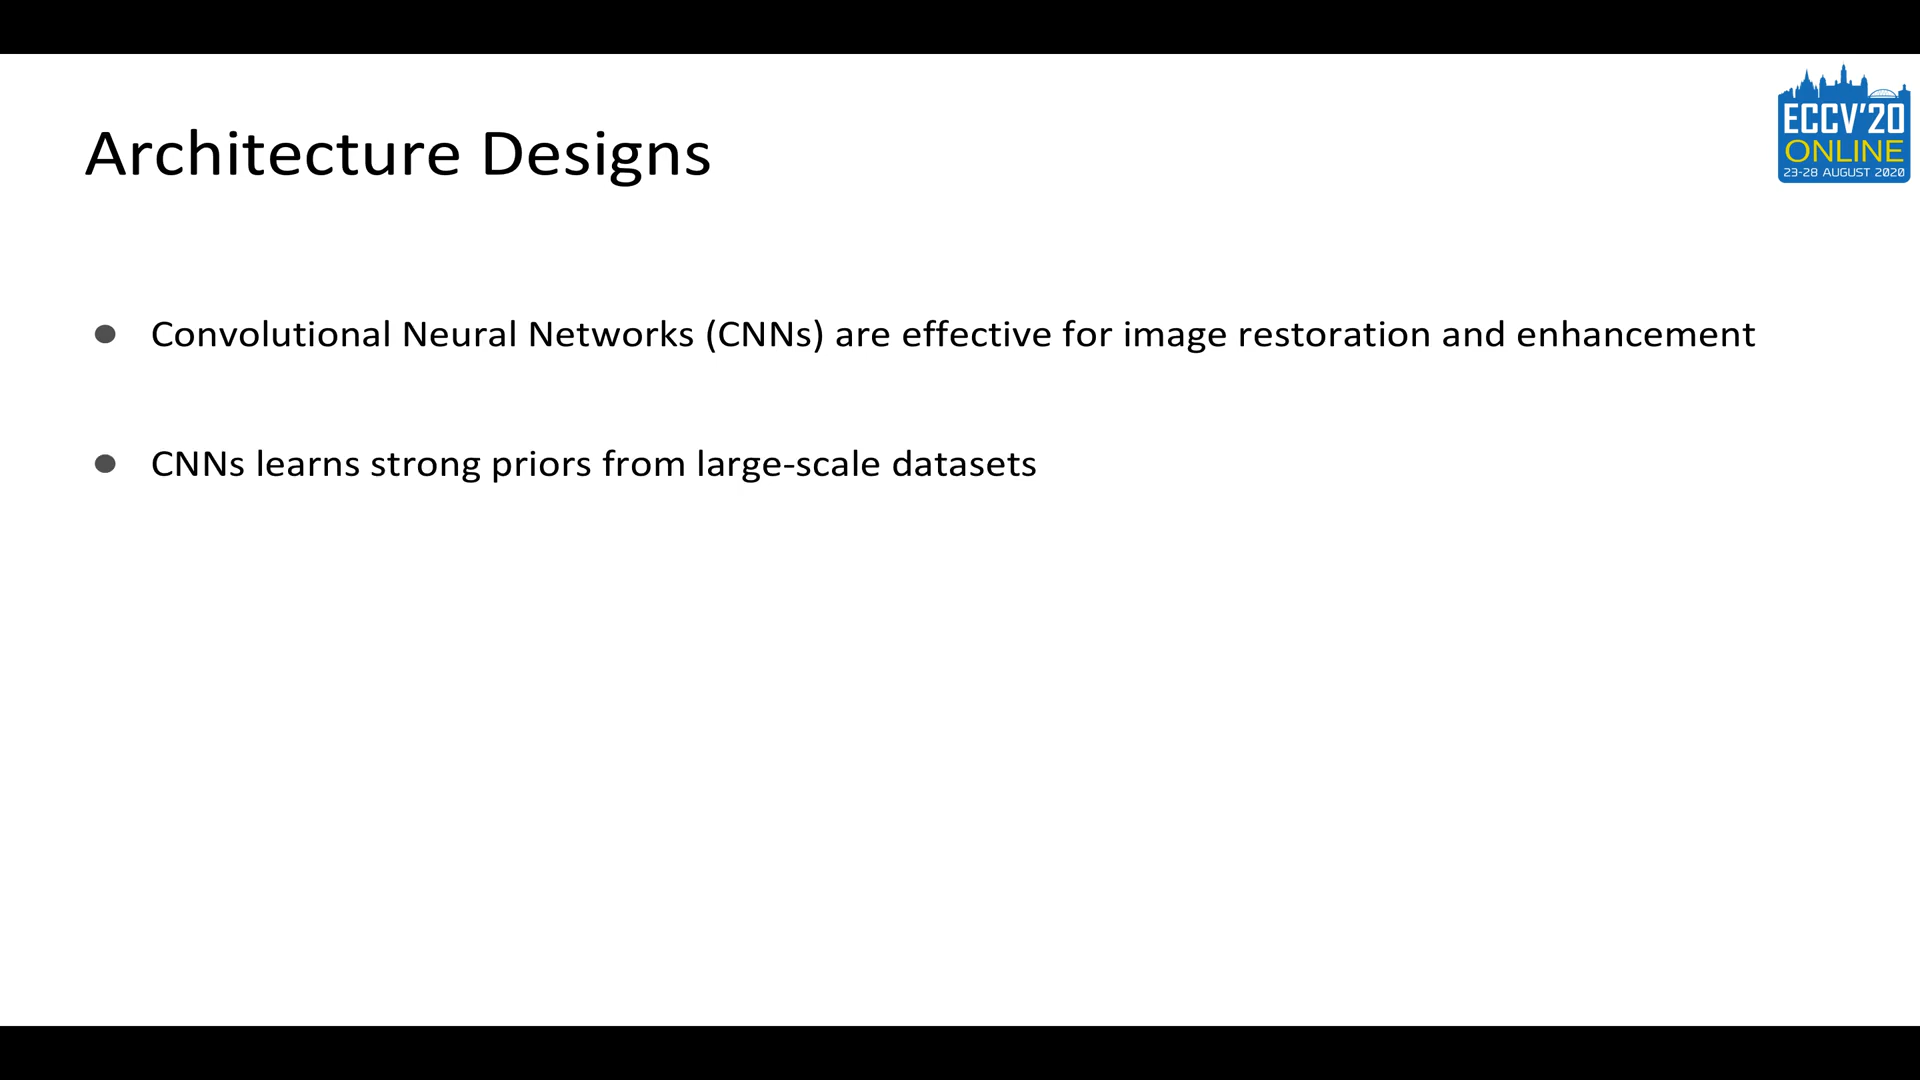 ECCV'20
ONLINE
23-28 AUGUST 2020
Architecture Designs
● Convolutional Neural Networks (CNNs) are effective for image restoration and enhancement
● CNNs learns strong priors from large-scale datasets